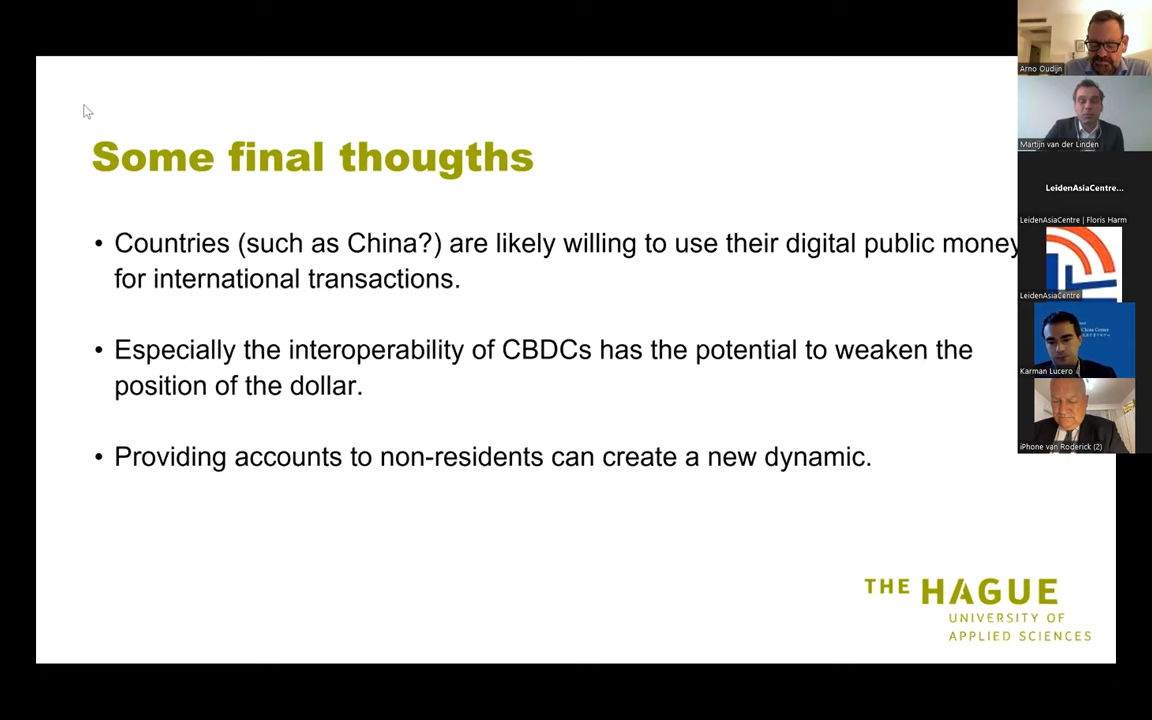 Some final thougths
• Countries (such as China?) are likely willing to use their digital public money
for international transactions.
• Especially the interoperability of CBDCs has the potential to weaken the
position of the dollar.
• Providing accounts to non-residents can create a new dynamic.
THE HAGUE
UNIVERSITY OF
APPLIED SCIENCES
Arno Oudijn
Martijn van der Linden
LeidenAsiaCentre...
LeidenAsiaCentre | Floris Harm
LeidenAsiaCentre
China Center
Karman Lucero
iPhone van Roderick (2)